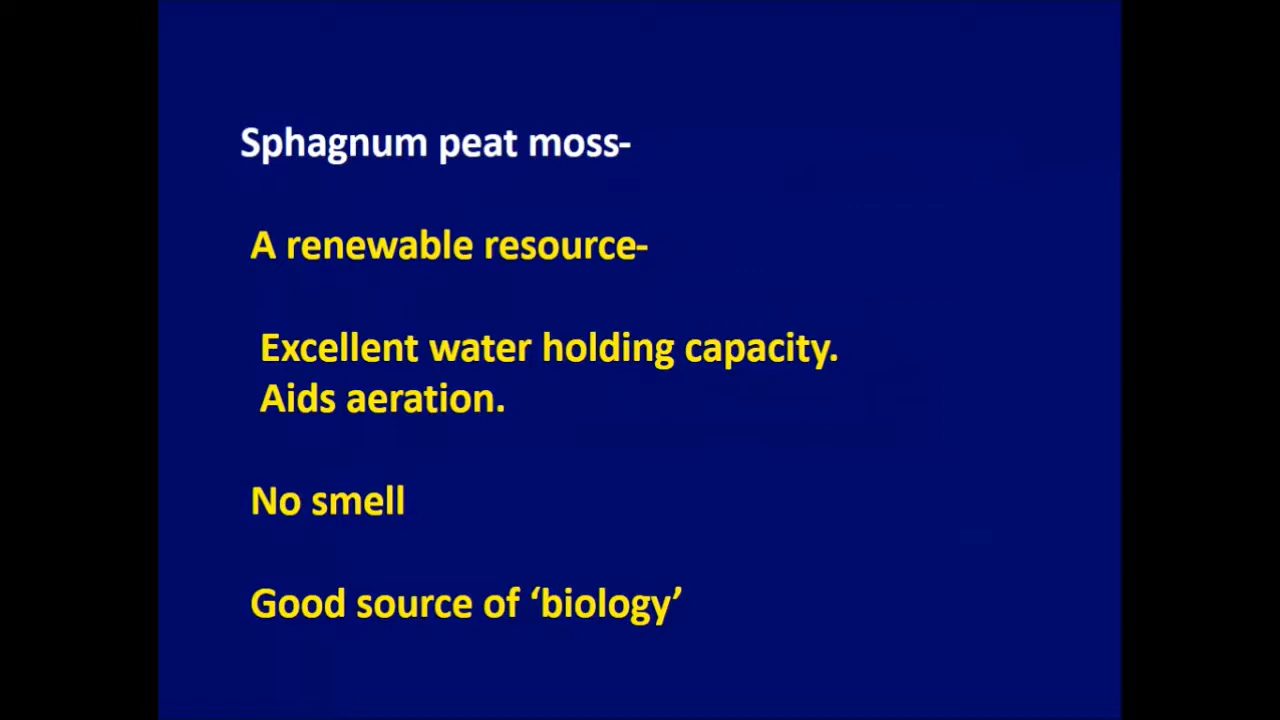 Sphagnum peat moss-
A renewable resource-
Excellent water holding capacity.
Aids aeration.
No smell
Good source of ‘biology’